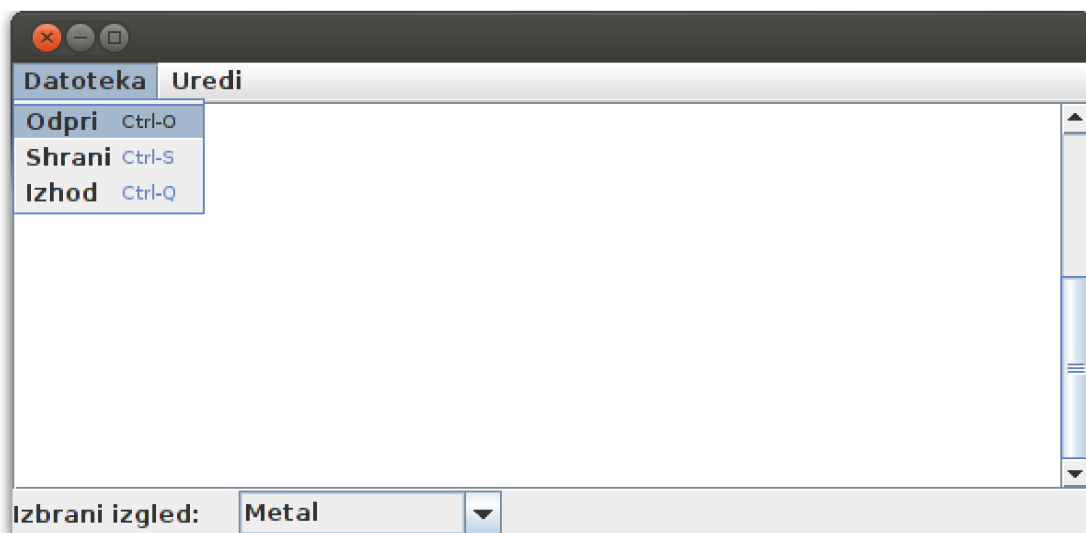 Datoteka Uredi
Odpri Ctrl-O
Shrani Ctrl-S
Izhod Ctrl-Q
Izbrani izgled: Metal